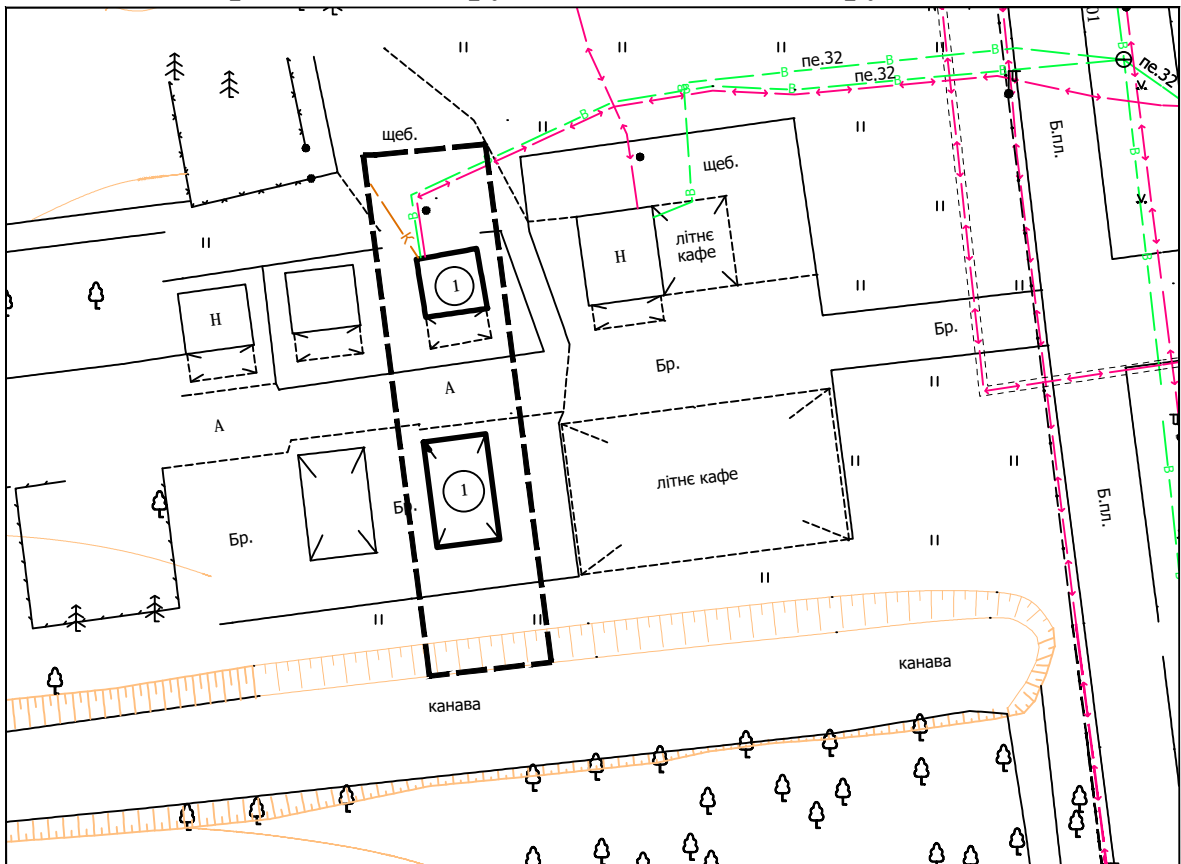 01
пе.32
пе.32
пе.32
щеб.
щеб.
Б.пл.
літнє
кафе
Н
К
1
Н
Бр.
Бр.
А
А
літнє кафе
1
Бр.
Бр.
Б.пл.
канава
канава
В
В
В
В
В
В
В
В
В
В
В
В